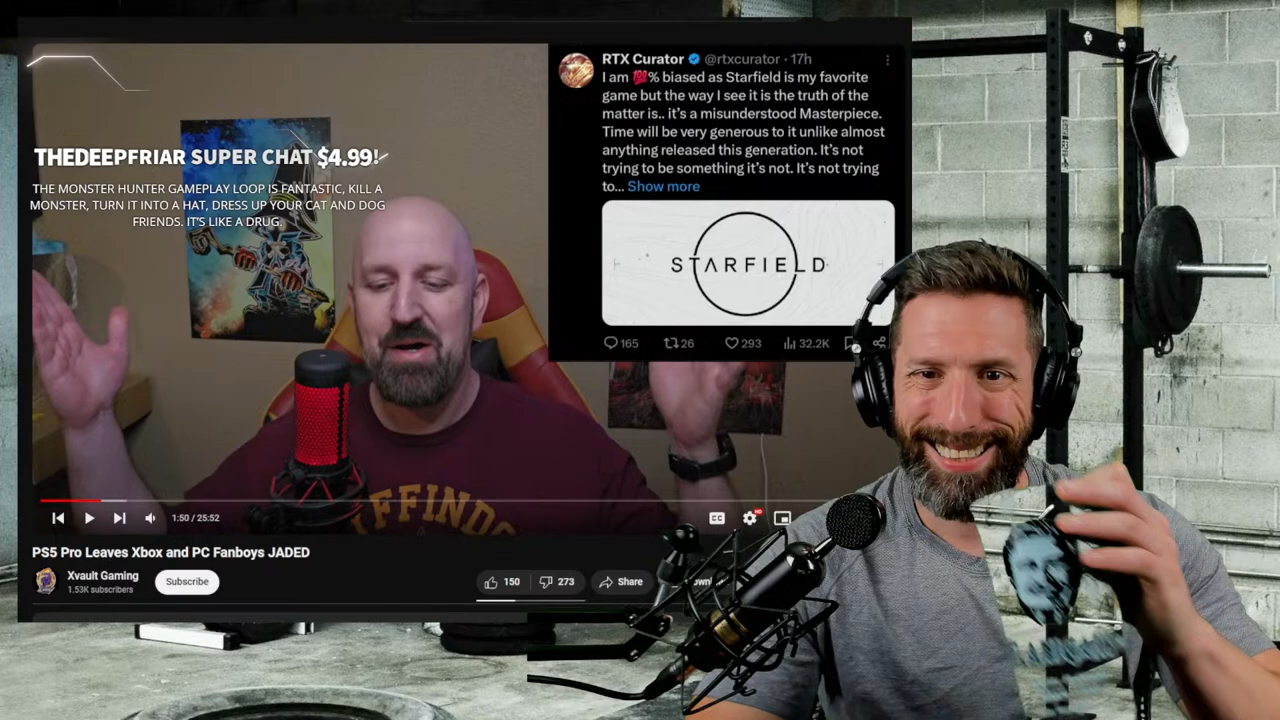 THEDEEPFRIAR SUPER CHAT $4.99!
THE MONSTER HUNTER GAMEPLAY LOOP IS FANTASTIC, KILL A
MONSTER, TURN IT INTO A HAT, DRESS UP YOUR CAT AND DOG
FRIENDS. IT'S LIKE A DRUG.
RTX Curator @rtxcurator · 17h
I am 💯% biased as Starfield is my favorite
game but the way I see it is the truth of the
matter is.. it's a misunderstood Masterpiece.
Time will be very generous to it unlike almost
anything released this generation. It's not
trying to be something it's not. It's not trying
to... Show more
STARFIELD
165 26 293 32.2K
1:50 / 25:52
CC
HD
PS5 Pro Leaves Xbox and PC Fanboys JADED
Xvault Gaming
1.53K subscribers
Subscribe
150
273
Share